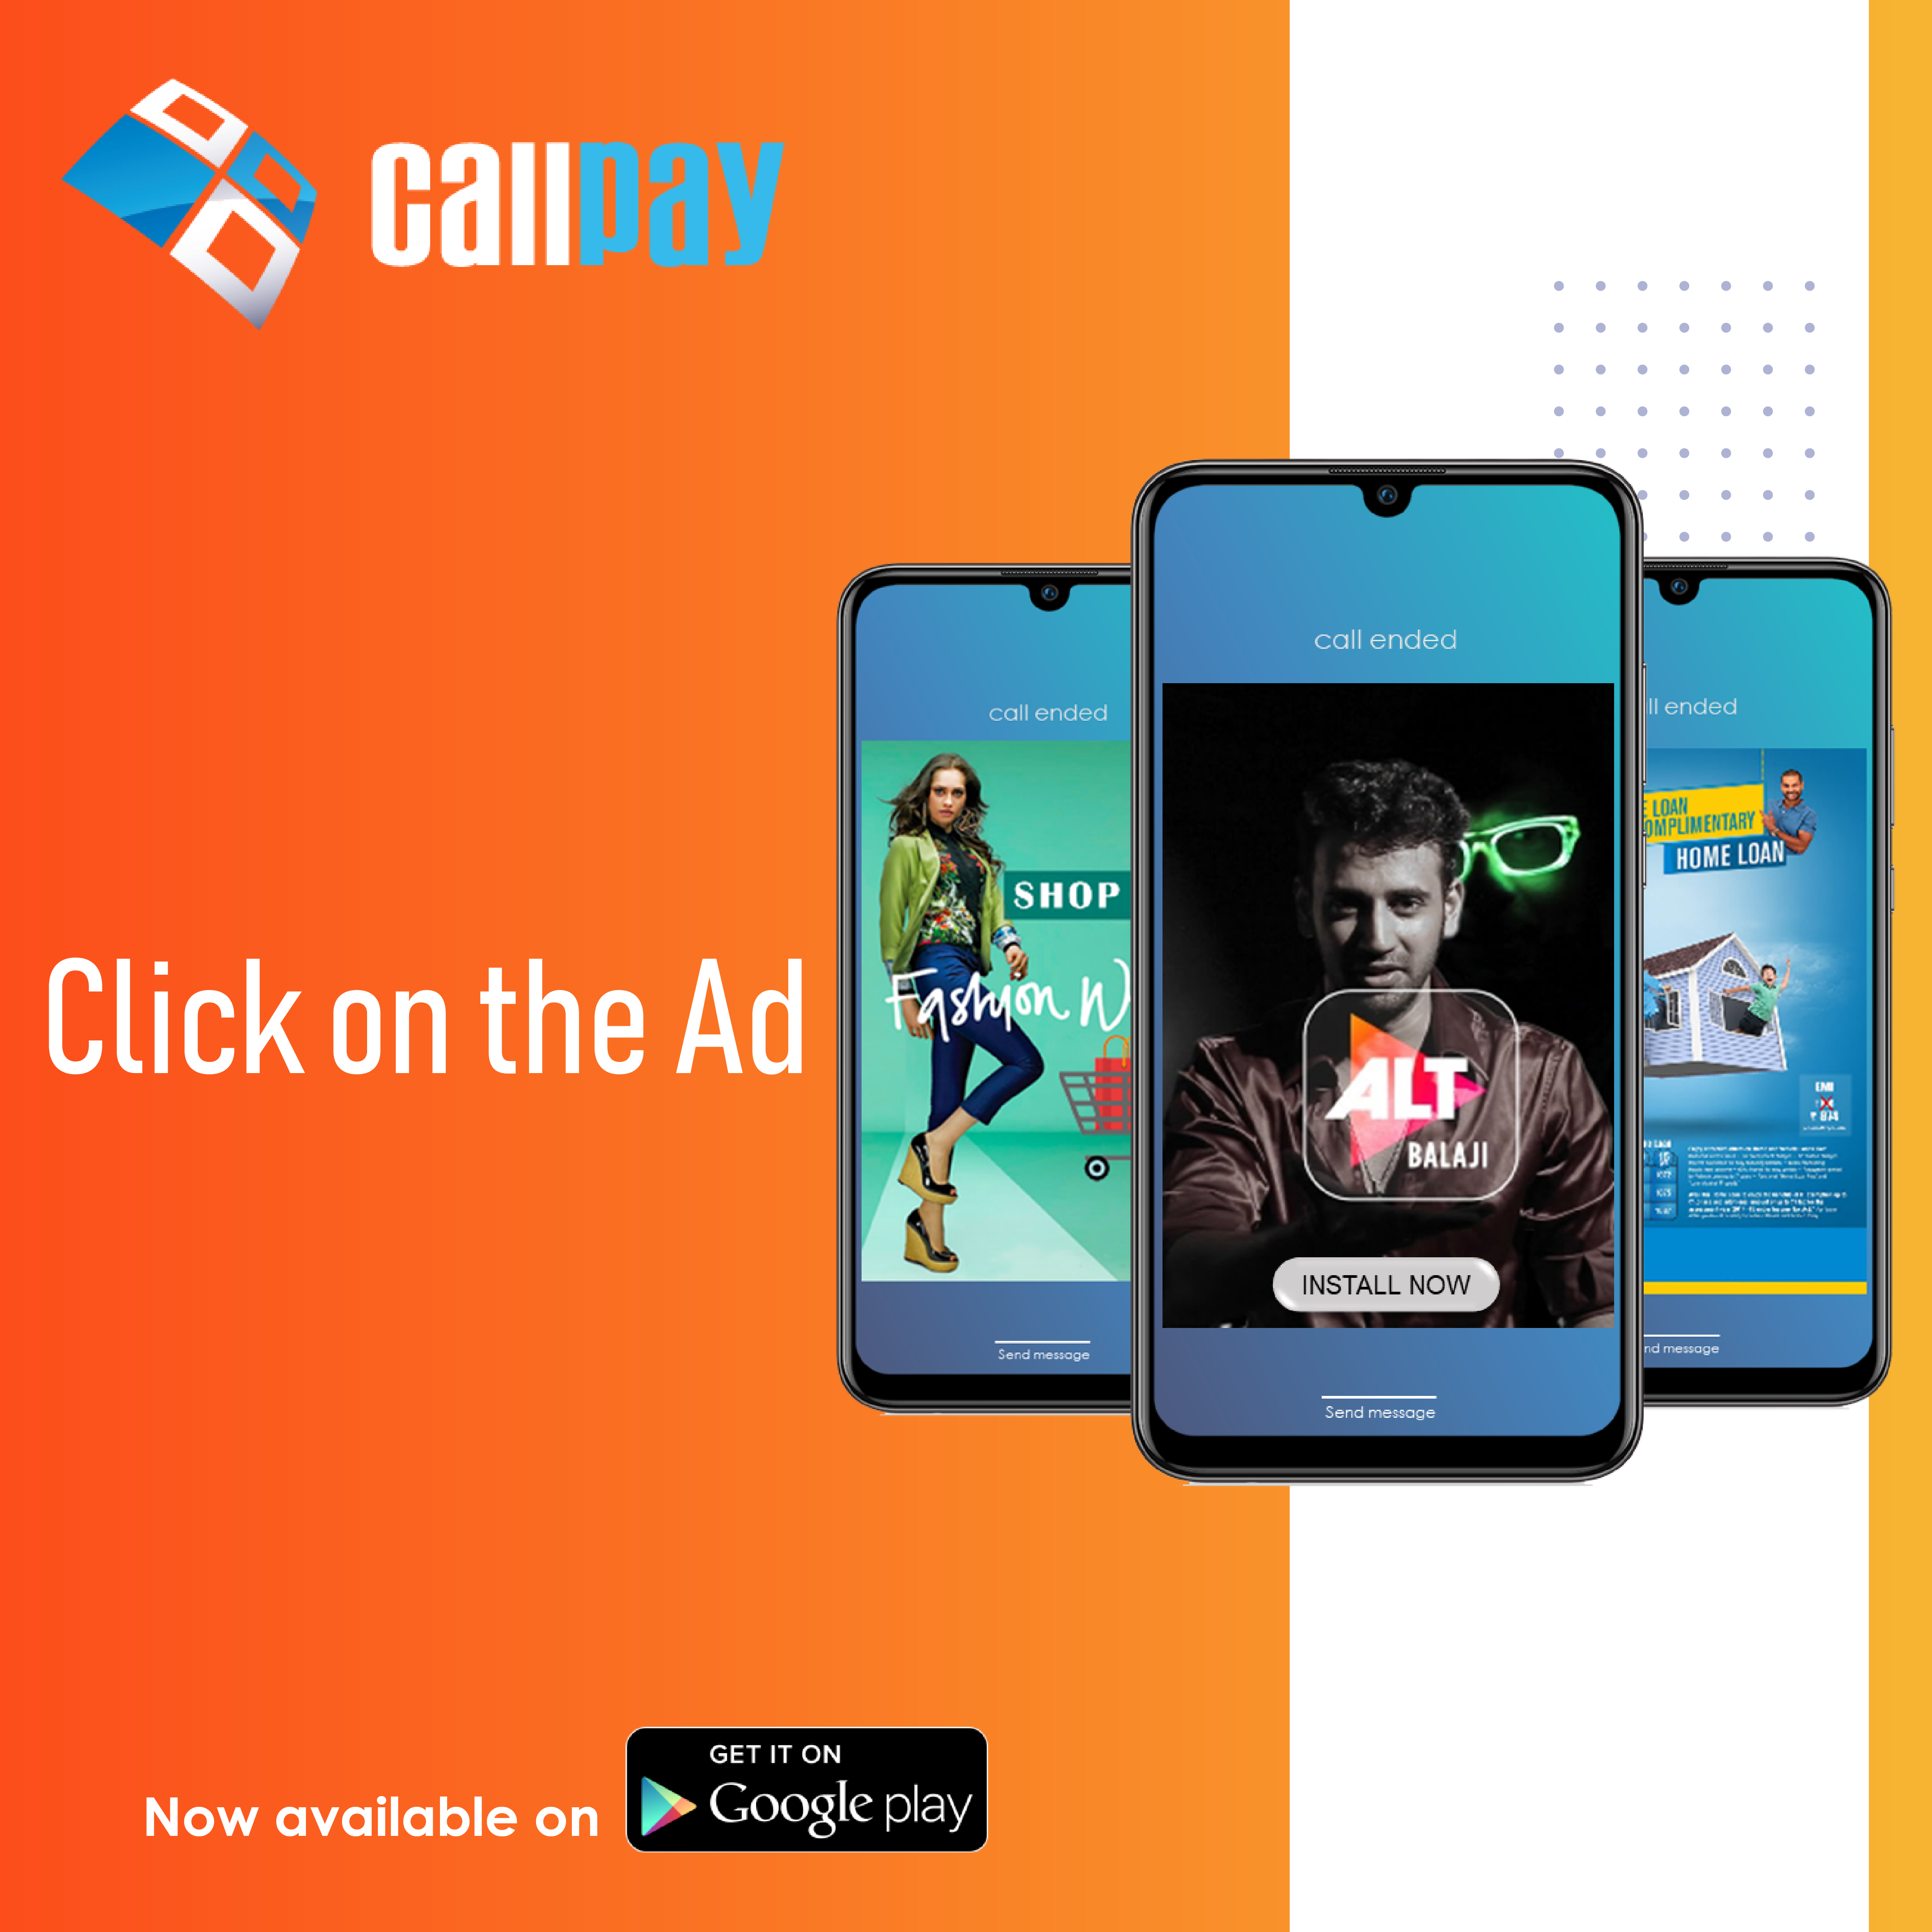 callpay
Click on the Ad
call ended
SHOP
Fashion W
Send message
call ended
ALT
BALAJI
INSTALL NOW
Send message
ll ended
E LOAN
OMPLIMENTARY
HOME LOAN
EMI
nd message
Now available on
GET IT ON
Google play